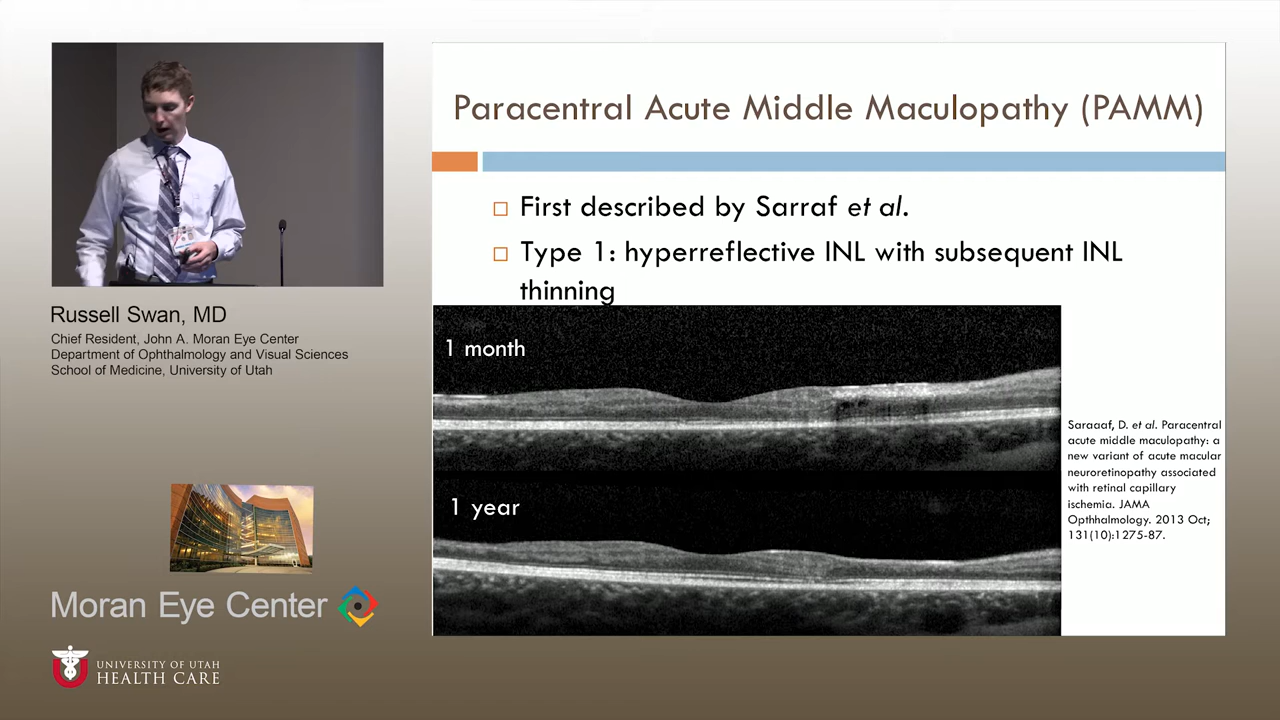 Russell Swan, MD
Chief Resident, John A. Moran Eye Center
Department of Ophthalmology and Visual Sciences
School of Medicine, University of Utah
Moran Eye Center
UNIVERSITY OF UTAH
HEALTH CARE
Paracentral Acute Middle Maculopathy (PAMM)
First described by Sarraf et al.
Type 1: hyperreflective INL with subsequent INL
thinning
1 month
1 year
Saraaaf, D. et al. Paracentral
acute middle maculopathy: a
new variant of acute macular
neuroretinopathy associated
with retinal capillary
ischemia. JAMA
Opthhalmology. 2013 Oct;
131(10):1275-87.